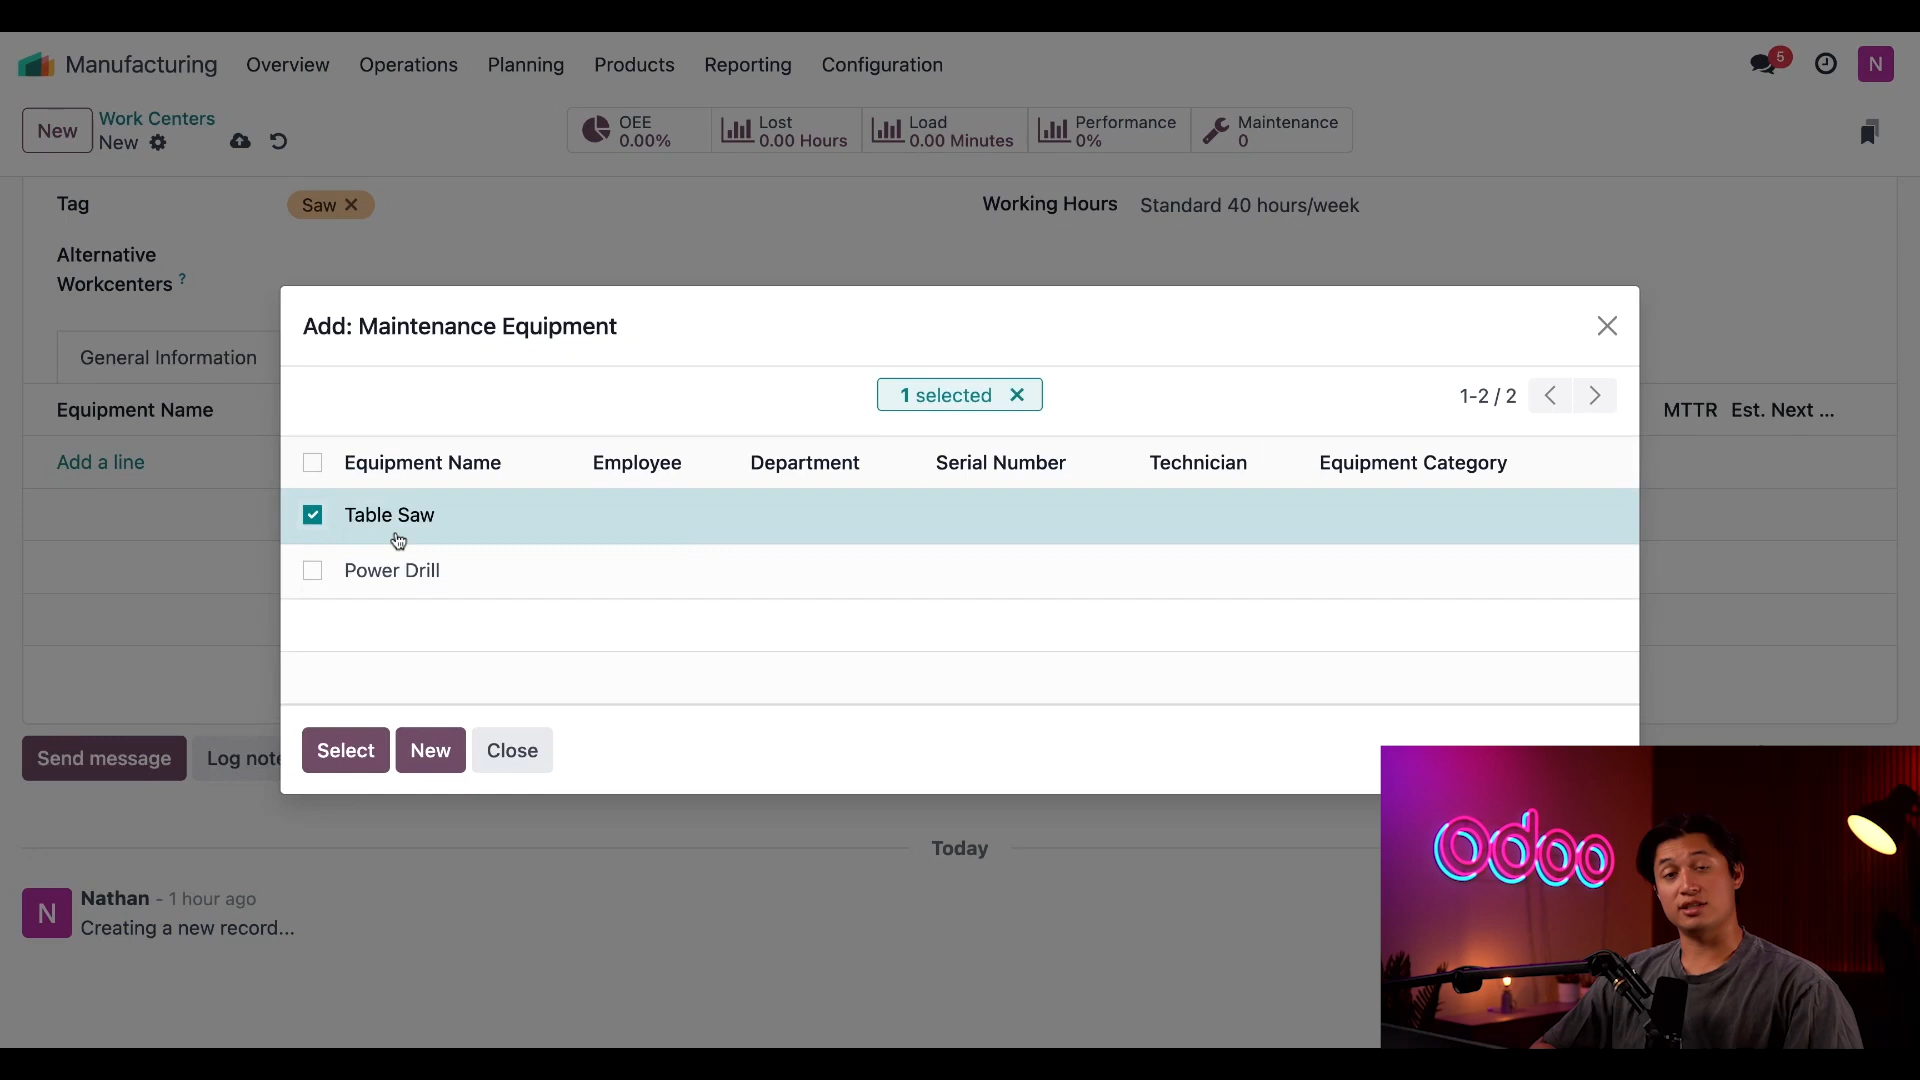 Manufacturing Overview Operations Planning Products Reporting Configuration 5 N
New Work Centers
New
OEE
0.00%
Lost
0.00 Hours
Load
0.00 Minutes
Performance
0%
Maintenance
0
Tag Saw Working Hours Standard 40 hours/week
Alternative
Workcenters ?
Add: Maintenance Equipment
General Information
1 selected 1-2 / 2
Equipment Name MTTR Est. Next ...
Add a line
Equipment Name Employee Department Serial Number Technician Equipment Category
Table Saw
Power Drill
Select New Close
Send message Log note
Today
N Nathan - 1 hour ago
Creating a new record...
odoo